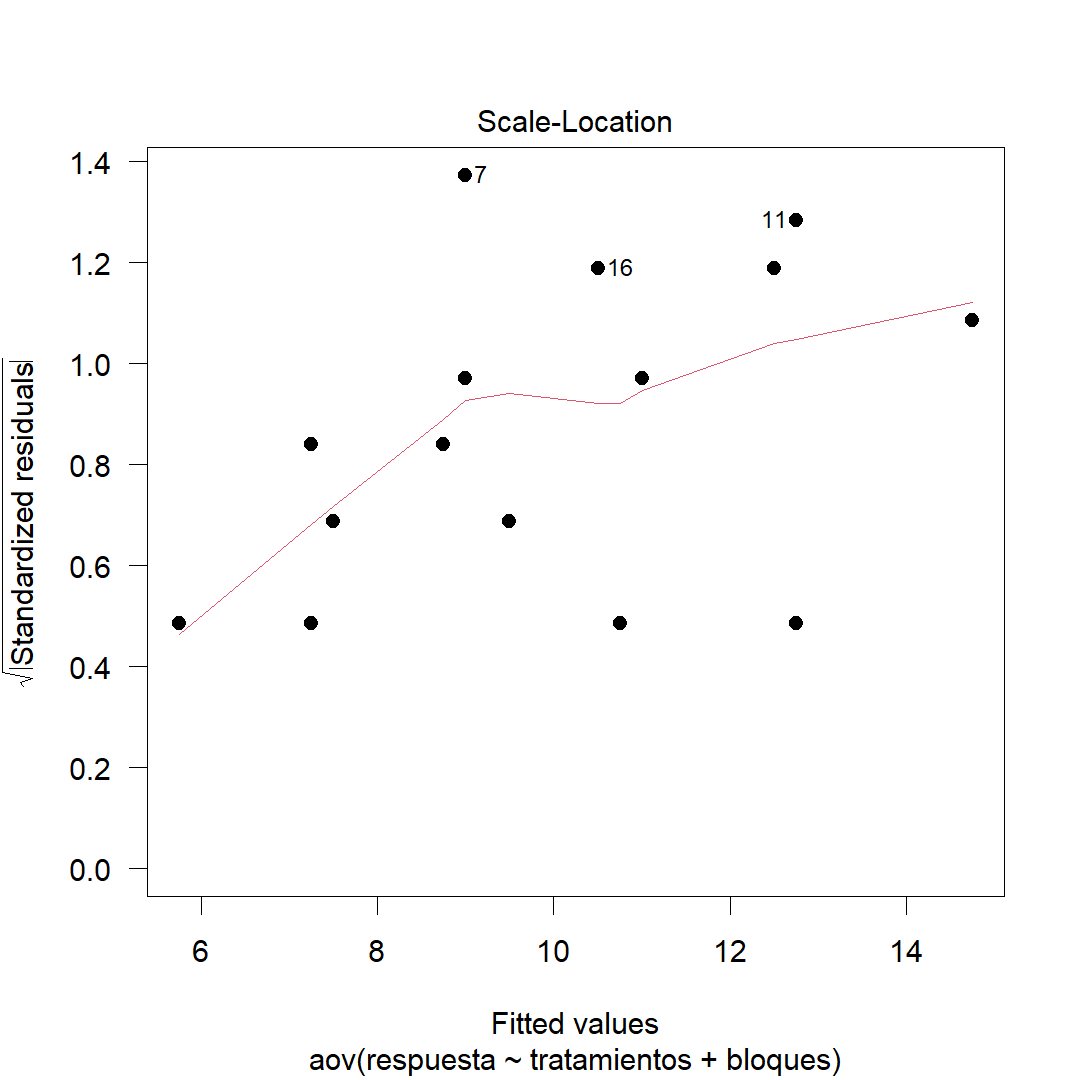 Scale-Location
1.4
1.2
1.0
0.8
0.6
0.4
0.2
0.0
√|Standardized residuals|
7
11
16
6 8 10 12 14
Fitted values
aov(respuesta ~ tratamientos + bloques)